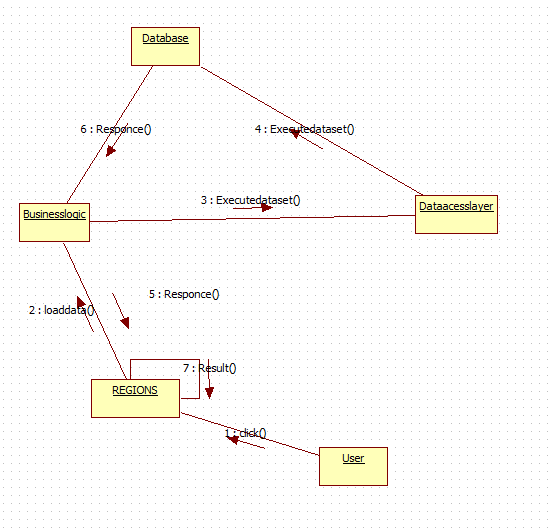 Database
6 : Responce()
4 : Executedataset()
3 : Executedataset()
Businesslogic
Dataacesslayer
5 : Responce()
2 : loaddata()
7 : Result()
REGIONS
1 : click()
User